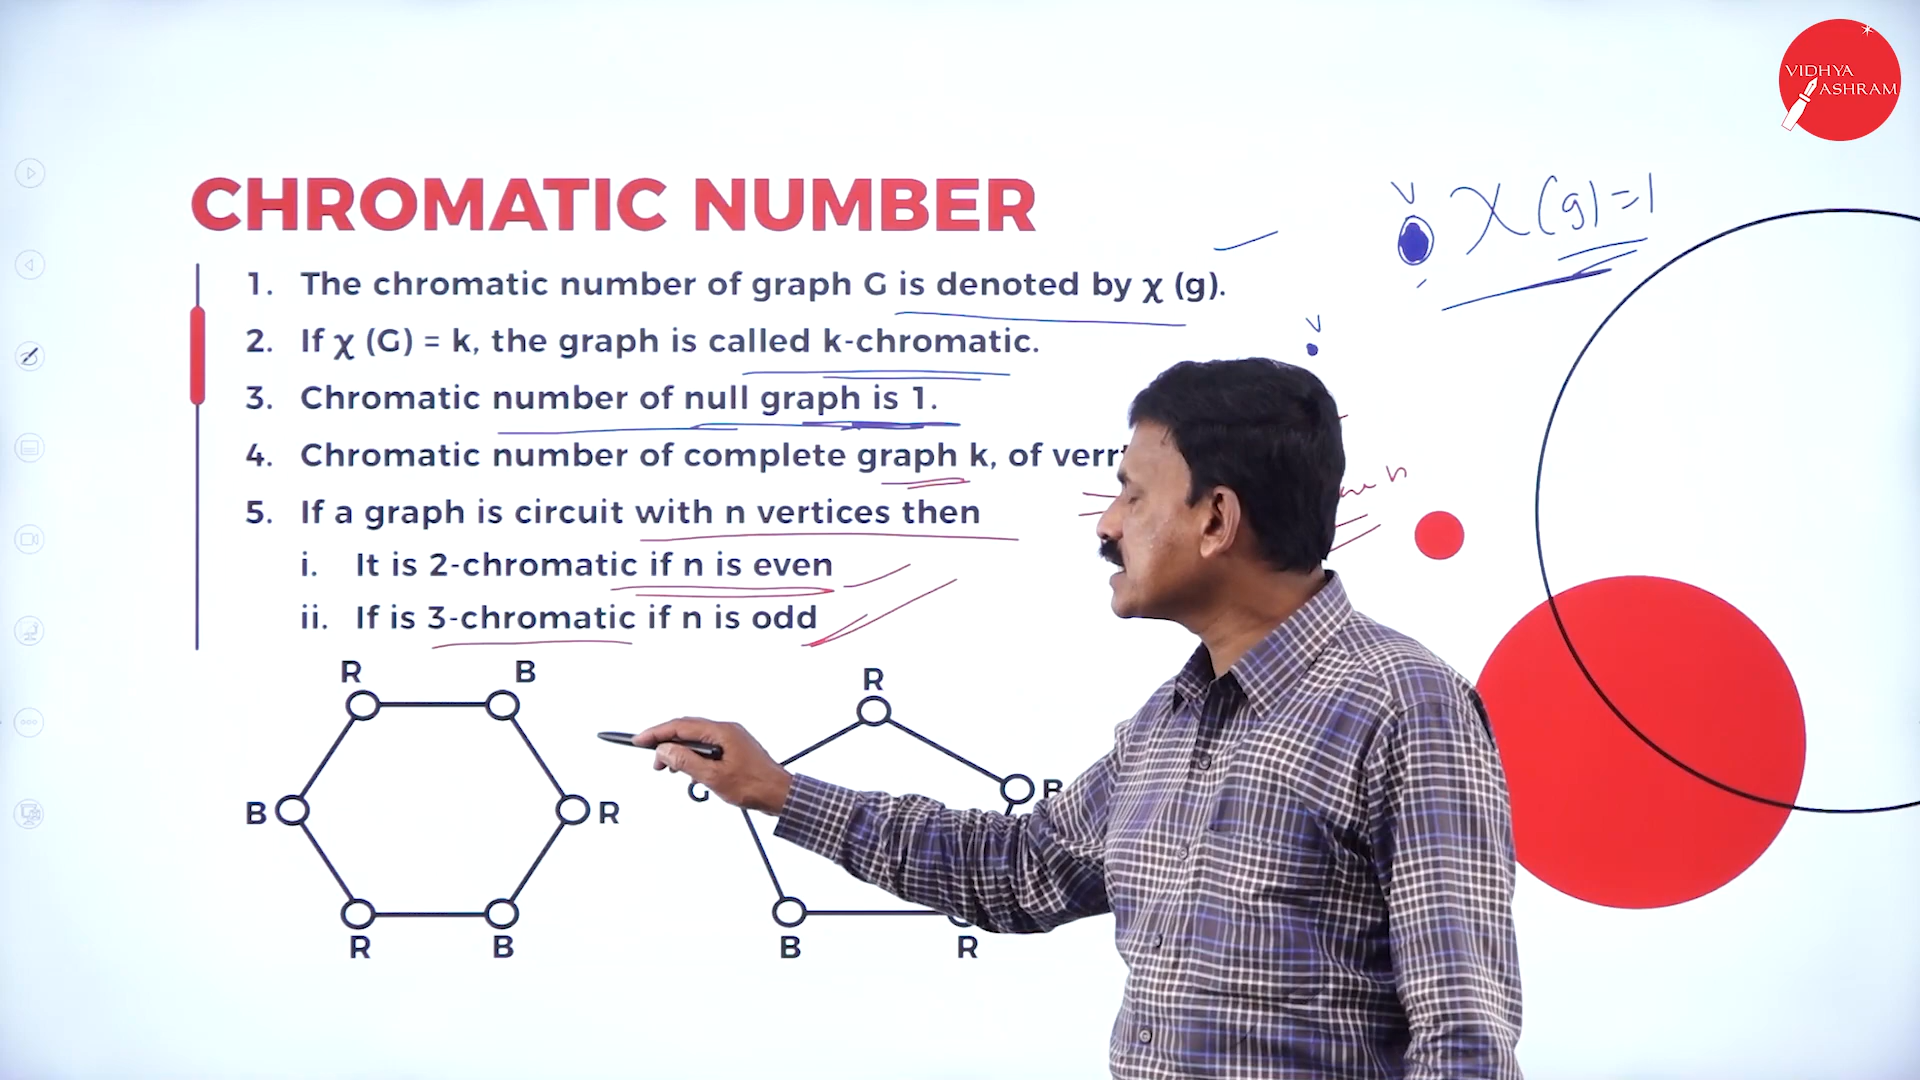 VIDHYA
ASHRAM
CHROMATIC NUMBER
V
χ (g) = 1
1. The chromatic number of graph G is denoted by χ (g).
V
2. If χ (G) = k, the graph is called k-chromatic.
3. Chromatic number of null graph is 1.
4. Chromatic number of complete graph k, of
n
5. If a graph is circuit with n vertices then
i. It is 2-chromatic if n is even
ii. If is 3-chromatic if n is odd
R B
R
B R
G B
R B
B R